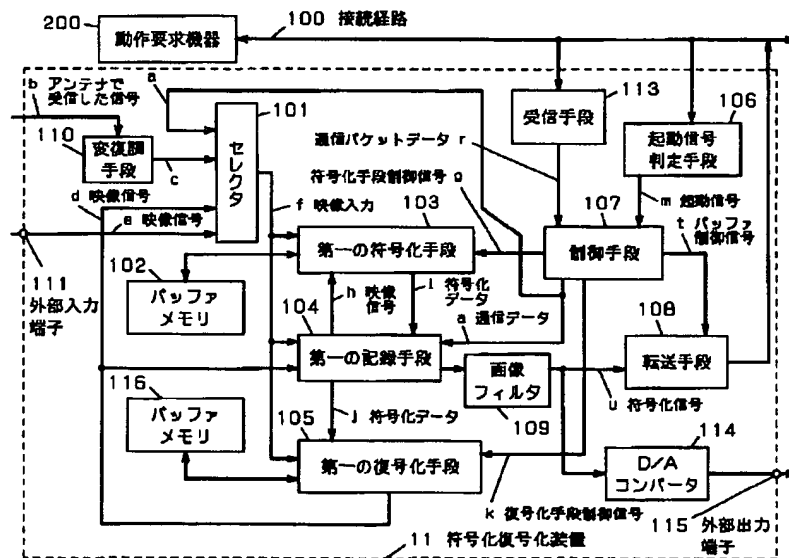 200
動作要求機器
100 接続経路
b アンテナで
受信した信号
a
101
セレクタ
110
変復調
手段
c
d 映像信号
e 映像信号
113
受信手段
106
起動信号
判定手段
通信パケットデータ r
符号化手段制御信号 g
m 起動信号
f 映像入力
103
107
t バッファ
制御信号
第一の符号化手段
制御手段
111
外部入力
端子
102
バッファ
メモリ
h 映像
信号
i 符号化
データ
a 通信データ
104
108
第一の記録手段
画像
フィルタ
109
転送手段
u 符号化信号
116
バッファ
メモリ
j 符号化データ
105
114
第一の復号化手段
D/A
コンバータ
k 復号化手段制御信号
115 外部出力
端子
11 符号化復号化装置